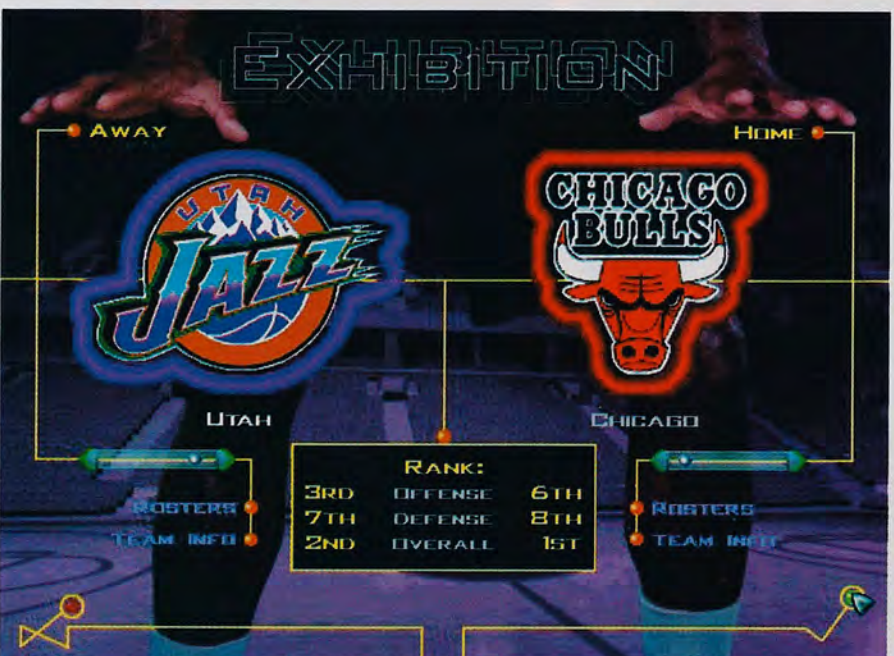 EXHIBITION
AWAY
HOME
UTAH
JAZZ
CHICAGO
BULLS
UTAH
CHICAGO
RANK:
3RD OFFENSE 6TH
7TH DEFENSE 8TH
2ND OVERALL 1ST
ROSTERS
TEAM INFO
ROSTERS
TEAM INFO